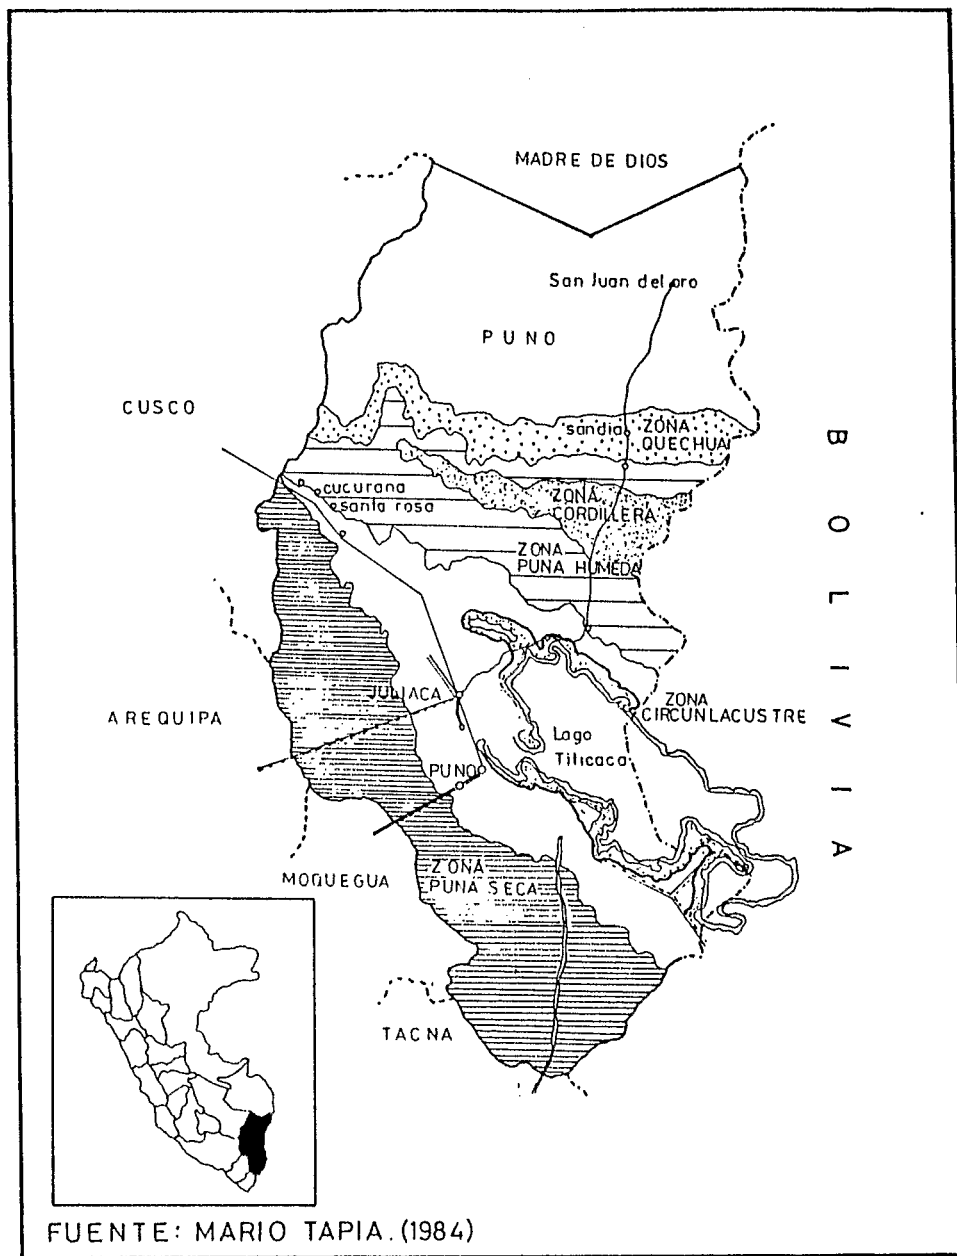 MADRE DE DIOS
San Juan del oro
PUNO
CUSCO
sandia
ZONA
QUECHUA
cucurana
santa rosa
ZONA
CORDILLERA
ZONA
PUNA HUMEDA
BOLIVIA
JULIACA
ZONA
CIRCUNLACUSTRE
AREQUIPA
Lago
Titicaca
PUNO
MOQUEGUA
ZONA
PUNA SECA
TACNA
FUENTE: MARIO TAPIA. (1984)